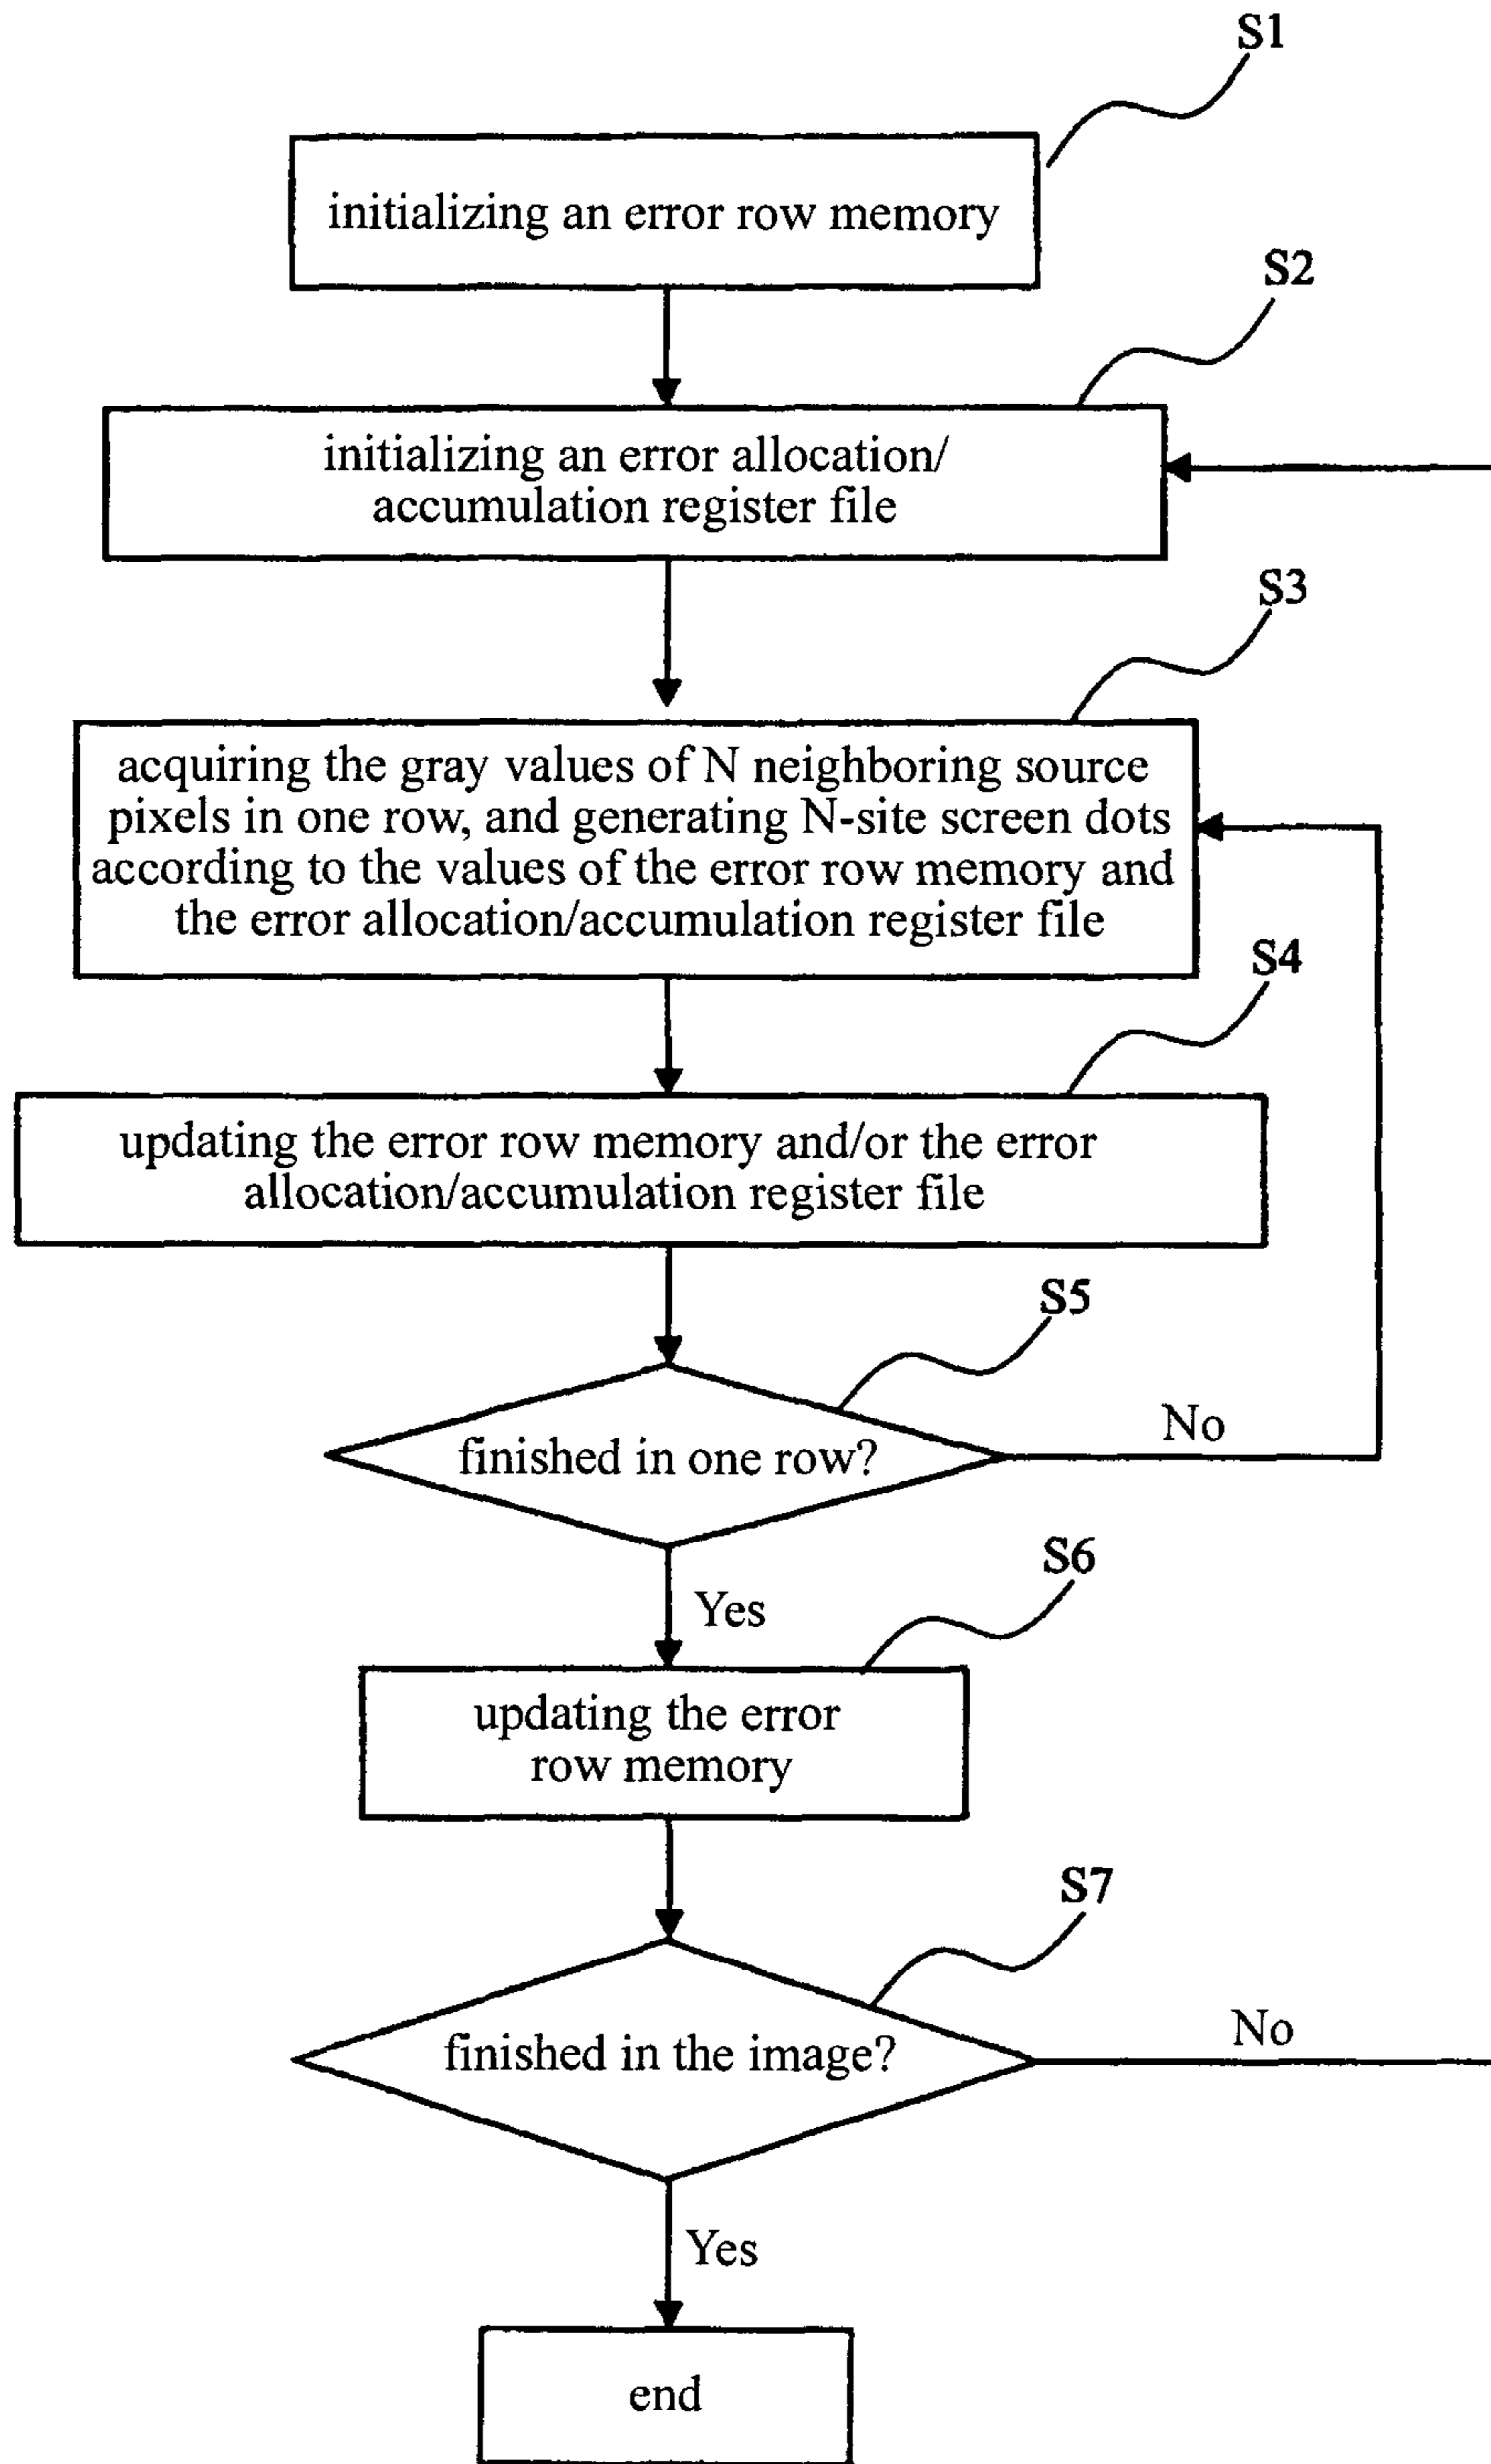 S1
initializing an error row memory
S2
initializing an error allocation/
accumulation register file
S3
acquiring the gray values of N neighboring source
pixels in one row, and generating N-site screen dots
according to the values of the error row memory and
the error allocation/accumulation register file
S4
updating the error row memory and/or the error
allocation/accumulation register file
S5
finished in one row?
No
Yes
S6
updating the error
row memory
S7
finished in the image?
No
Yes
end